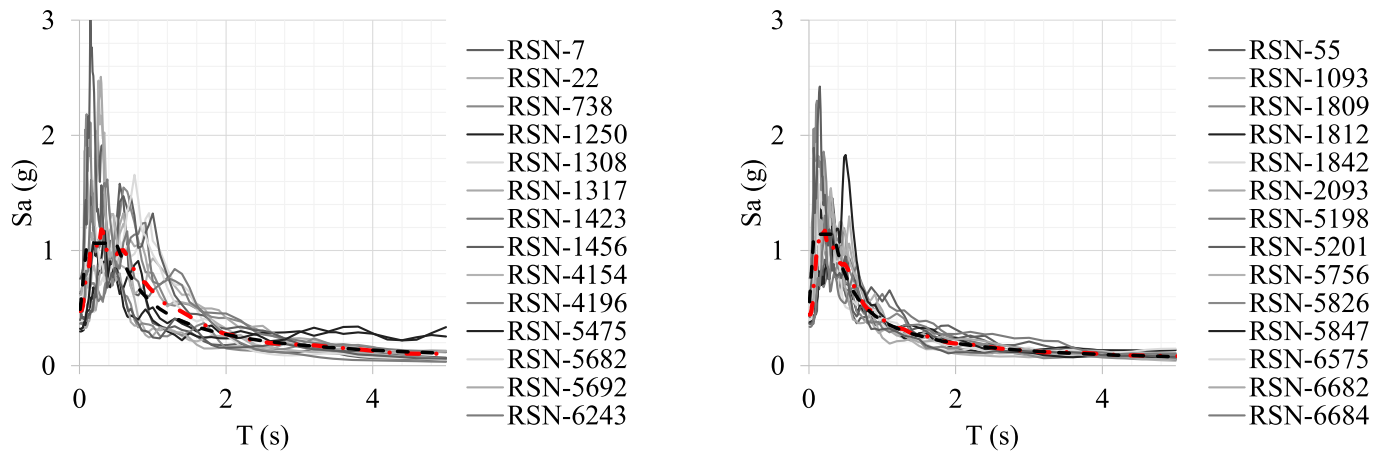 3
2
1
0
Sa (g)
0
2
4
T (s)
RSN-7
RSN-22
RSN-738
RSN-1250
RSN-1308
RSN-1317
RSN-1423
RSN-1456
RSN-4154
RSN-4196
RSN-5475
RSN-5682
RSN-5692
RSN-6243
3
2
1
0
Sa (g)
0
2
4
T (s)
RSN-55
RSN-1093
RSN-1809
RSN-1812
RSN-1842
RSN-2093
RSN-5198
RSN-5201
RSN-5756
RSN-5826
RSN-5847
RSN-6575
RSN-6682
RSN-6684